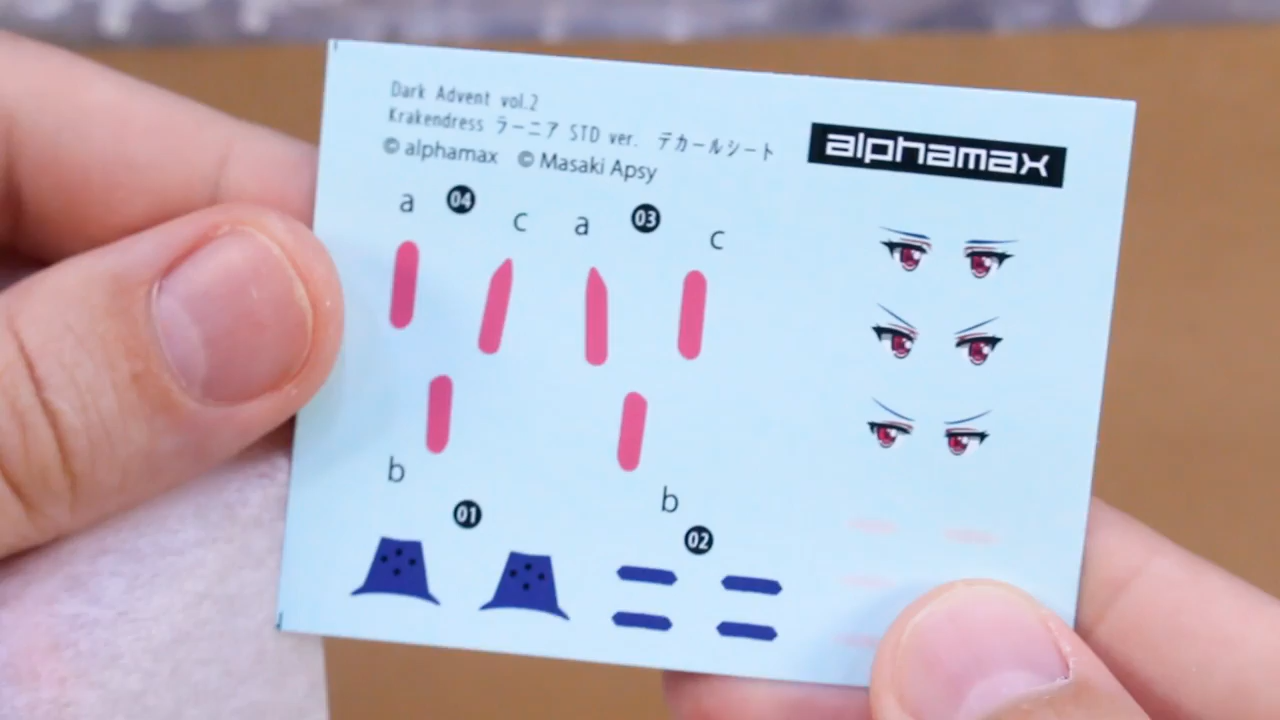 Dark Advent vol.2
Krakendress ラーニア STD ver. デカールシート
© alphamax © Masaki Apsy
alphamax
a 04 c a 03 c
b b
01 02